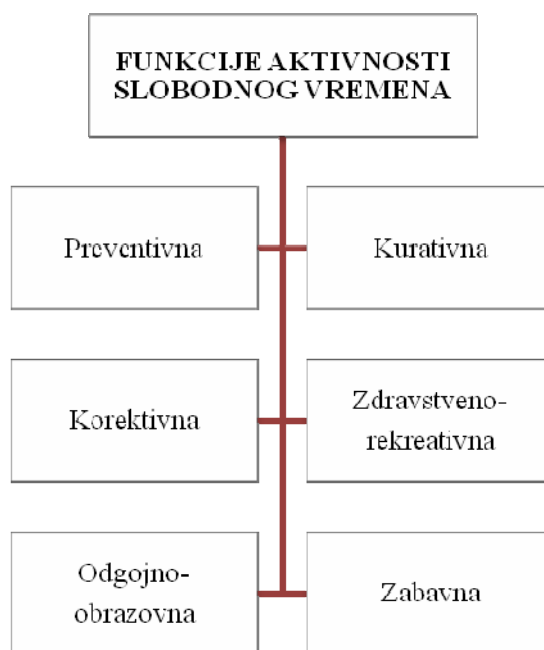 FUNKCIJE AKTIVNOSTI
SLOBODNOG VREMENA
Preventivna
Kurativna
Korektivna
Zdravstveno-
rekreativna
Odgojno-
obrazovna
Zabavna